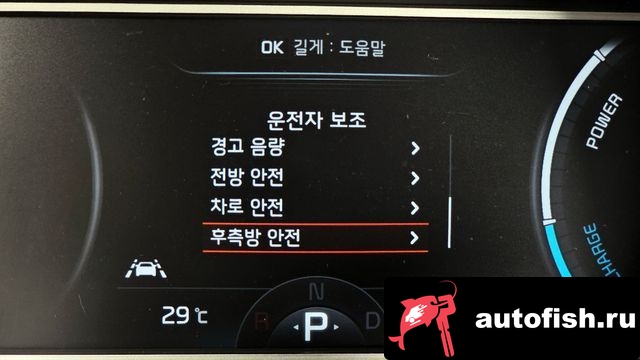 OK 길게 : 도움말
운전자 보조
경고 음량
전방 안전
차로 안전
후측방 안전
POWER
CHARGE
29℃
N
R P D
autofish.ru